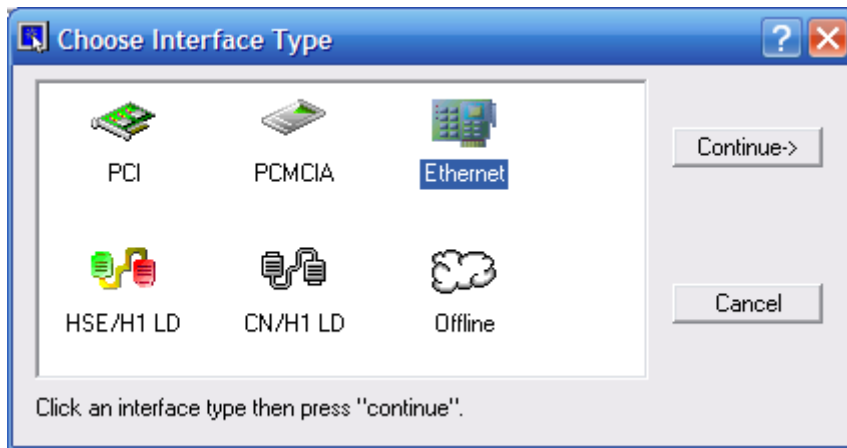 Choose Interface Type
PCI PCMCIA Ethernet
Continue->
HSE/H1 LD CN/H1 LD Offline
Cancel
Click an interface type then press "continue".